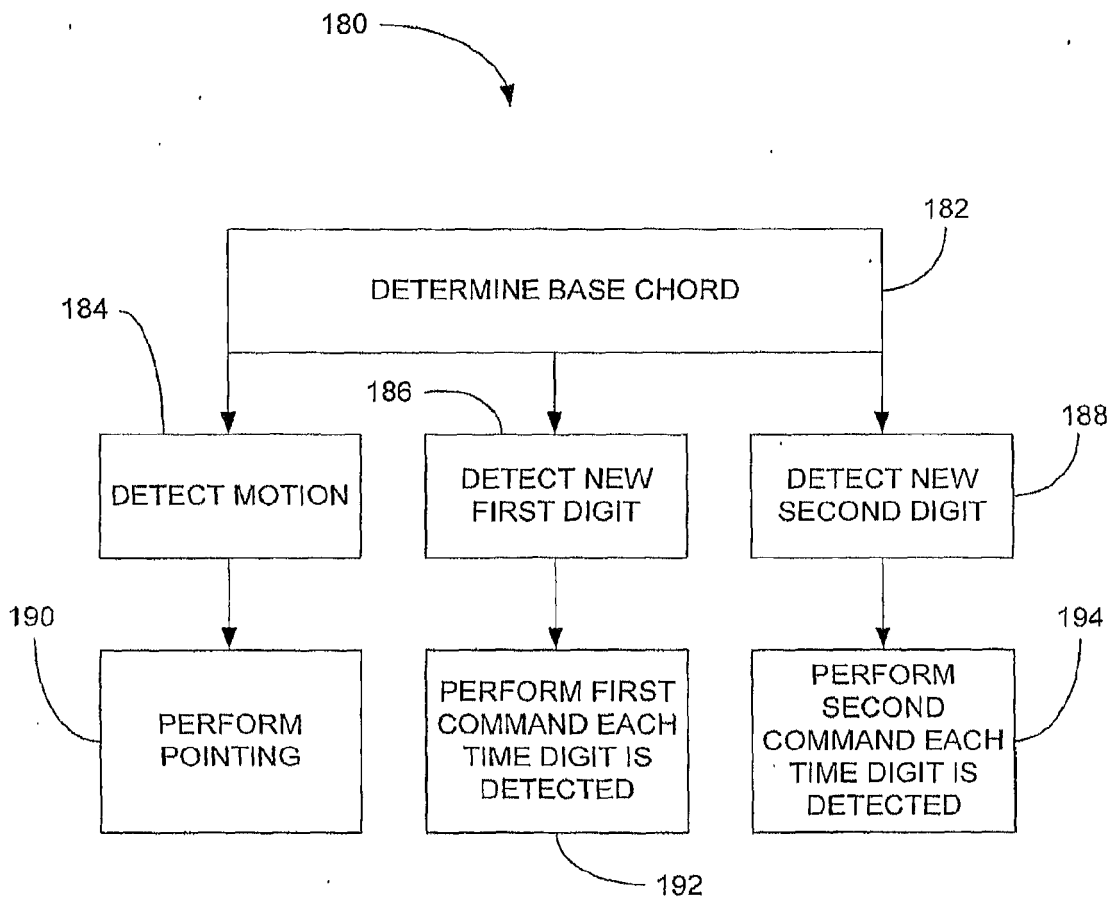 180
182
DETERMINE BASE CHORD
184
186
188
DETECT MOTION
DETECT NEW
FIRST DIGIT
DETECT NEW
SECOND DIGIT
190
194
PERFORM
POINTING
PERFORM FIRST
COMMAND EACH
TIME DIGIT IS
DETECTED
PERFORM
SECOND
COMMAND EACH
TIME DIGIT IS
DETECTED
192